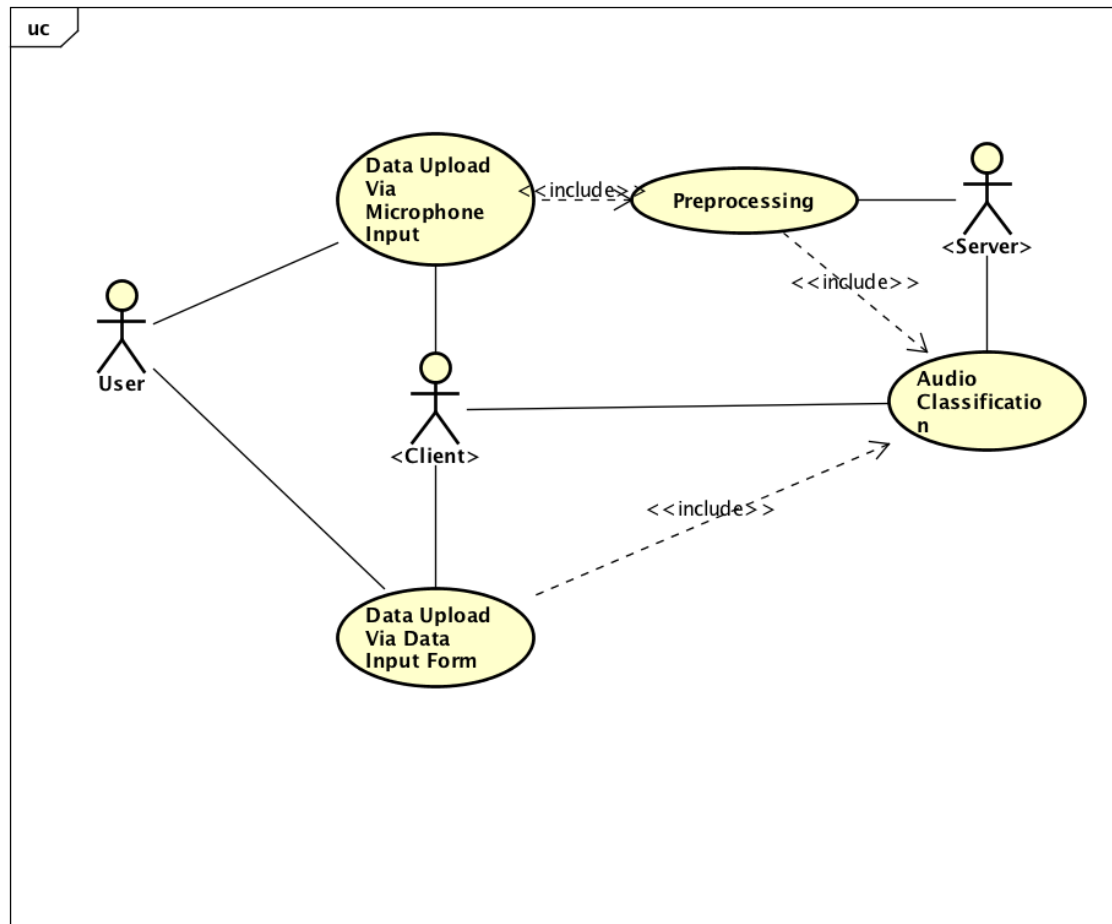 uc
Data Upload
Via
Microphone
Input
<<include>>
Preprocessing
<Server>
<<include>>
User
<Client>
Audio
Classificatio
n
<<include>>
Data Upload
Via Data
Input Form